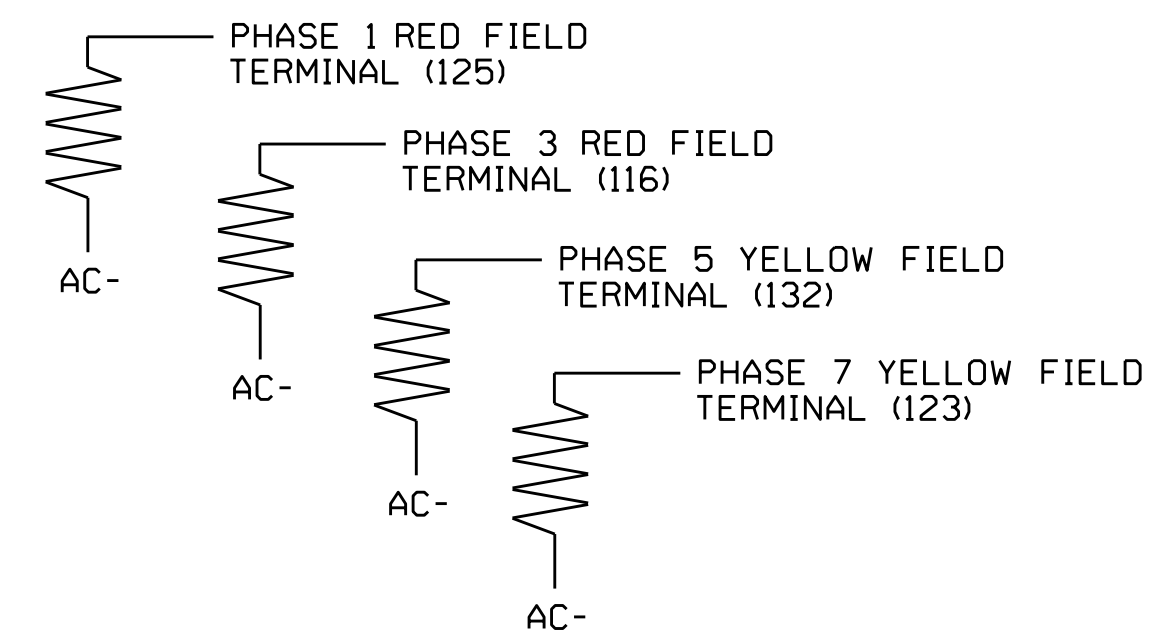 PHASE 1 RED FIELD
TERMINAL (125)
AC-
PHASE 3 RED FIELD
TERMINAL (116)
AC-
PHASE 5 YELLOW FIELD
TERMINAL (132)
AC-
PHASE 7 YELLOW FIELD
TERMINAL (123)
AC-